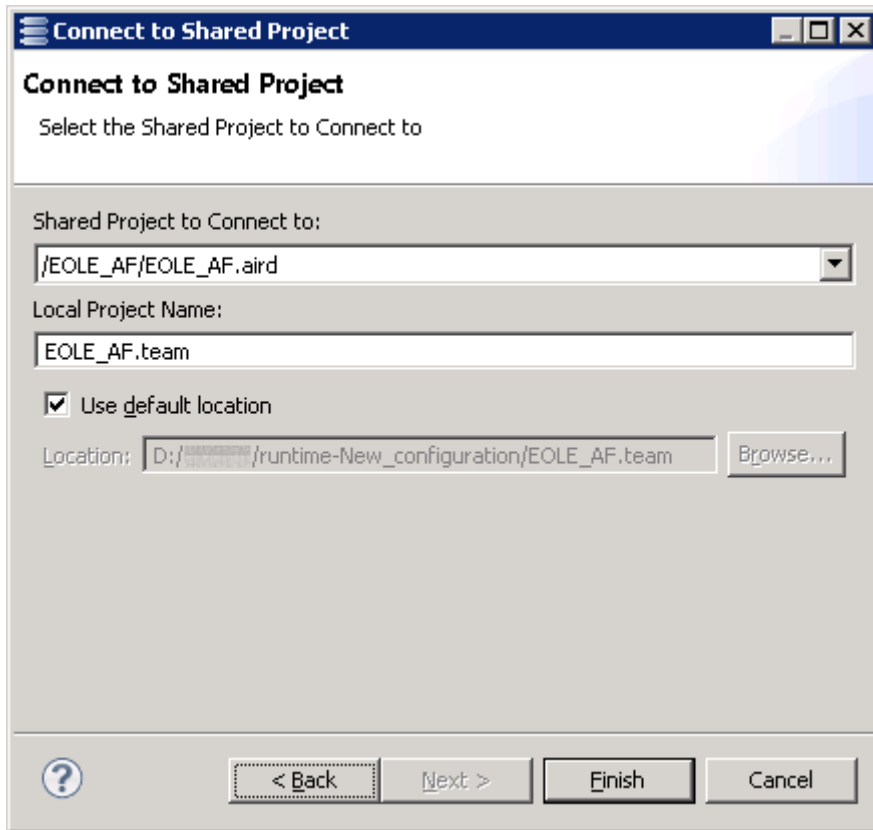 Connect to Shared Project
Connect to Shared Project
Select the Shared Project to Connect to
Shared Project to Connect to:
/EOLE_AF/EOLE_AF.aird
Local Project Name:
EOLE_AF.team
Use default location
Location: D:/ /runtime-New_configuration/EOLE_AF.team Browse...
? < Back Next > Finish Cancel